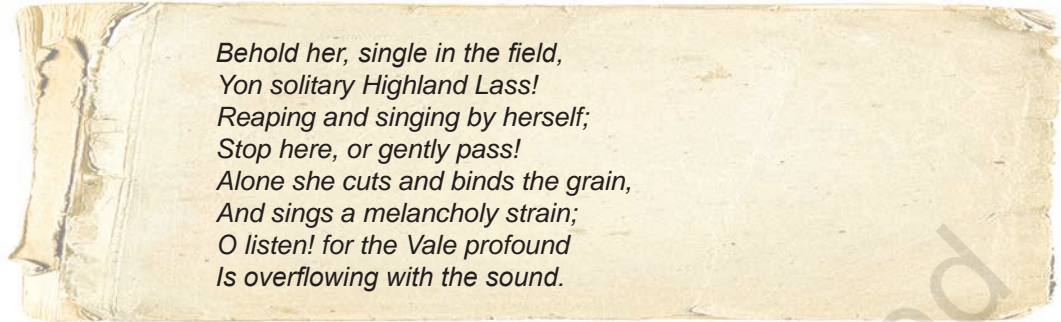 Behold her, single in the field,
Yon solitary Highland Lass!
Reaping and singing by herself;
Stop here, or gently pass!
Alone she cuts and binds the grain,
And sings a melancholy strain;
O listen! for the Vale profound
Is overflowing with the sound.